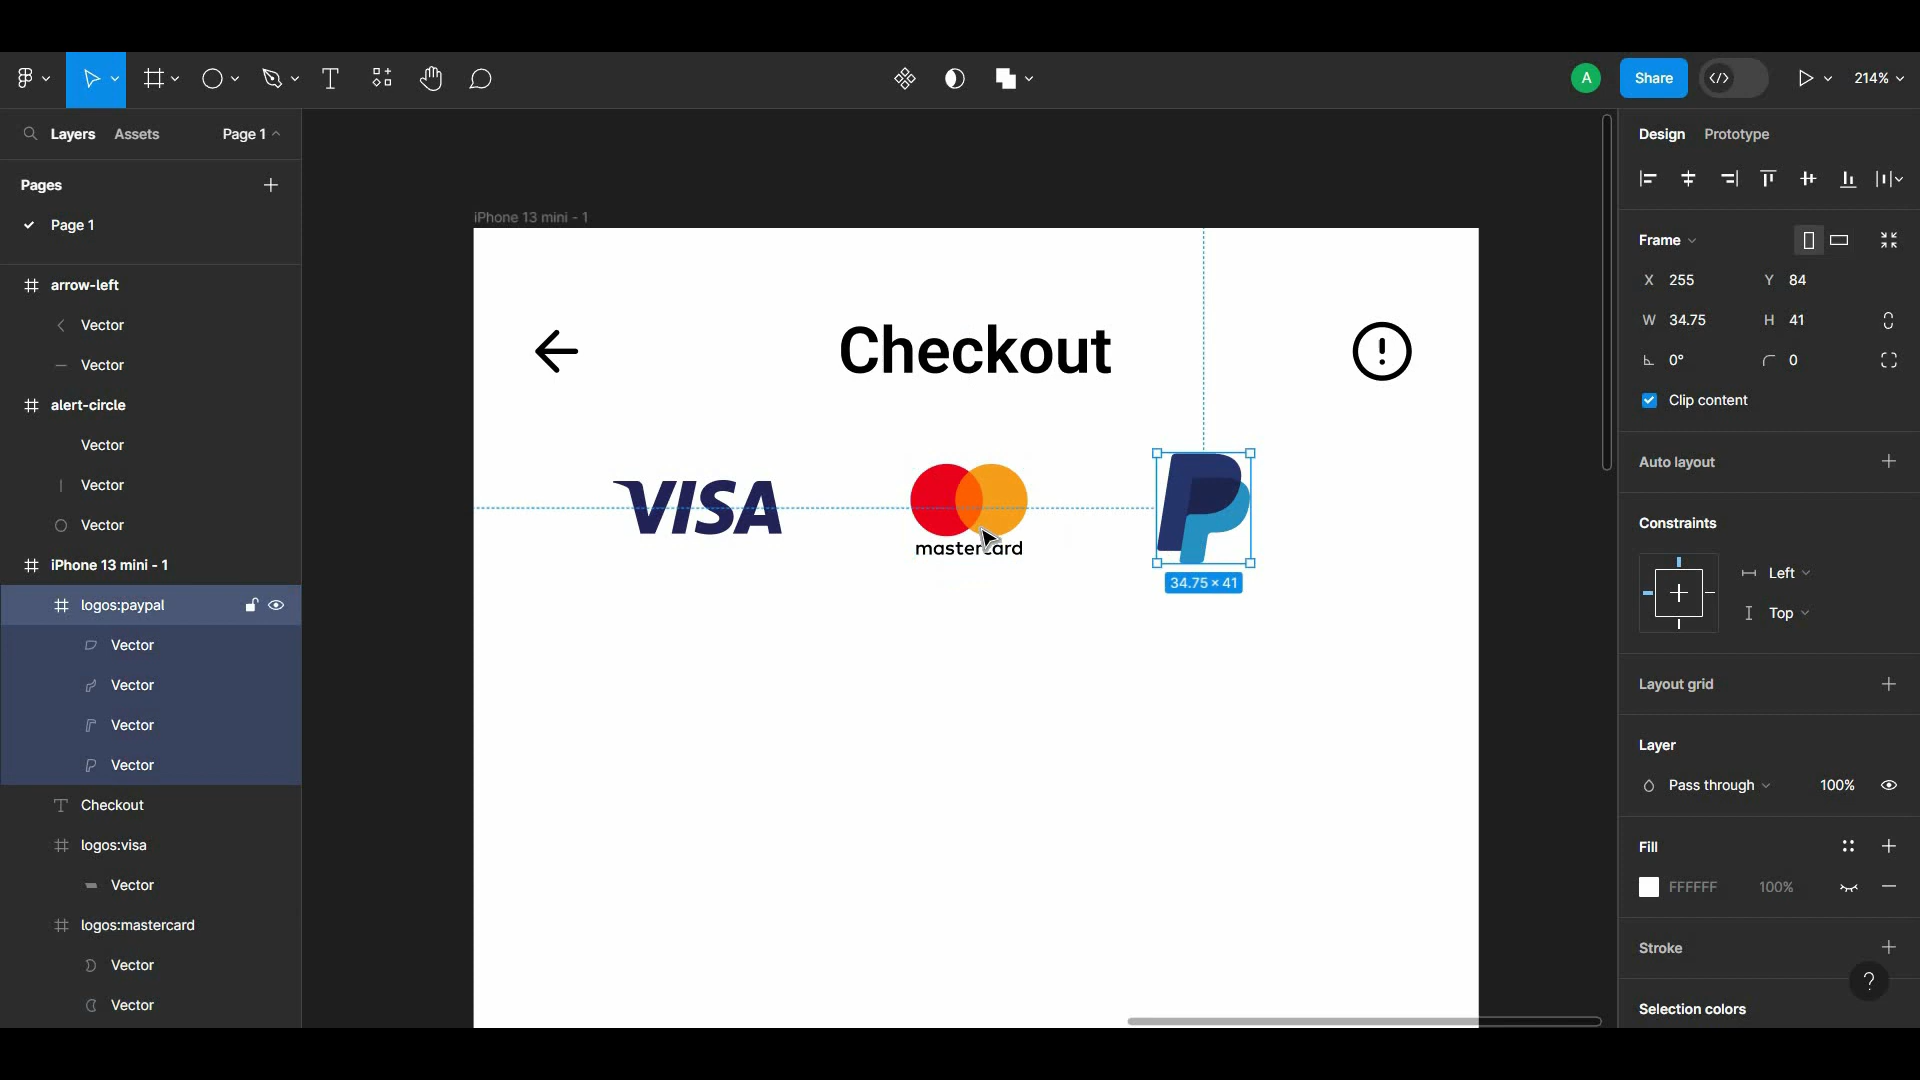 A
Share
214%
Layers
Assets
Page 1
Pages
Page 1
arrow-left
Vector
Vector
alert-circle
Vector
Vector
Vector
iPhone 13 mini - 1
logos:paypal
Vector
Vector
Vector
Vector
Checkout
logos:visa
Vector
logos:mastercard
Vector
Vector
iPhone 13 mini - 1
Checkout
VISA
mastercard
34.75 × 41
Design
Prototype
Frame
X 255
Y 84
W 34.75
H 41
0°
0
Clip content
Auto layout
Constraints
Left
Top
Layout grid
Layer
Pass through
100%
Fill
FFFFFF
100%
Stroke
?
Selection colors